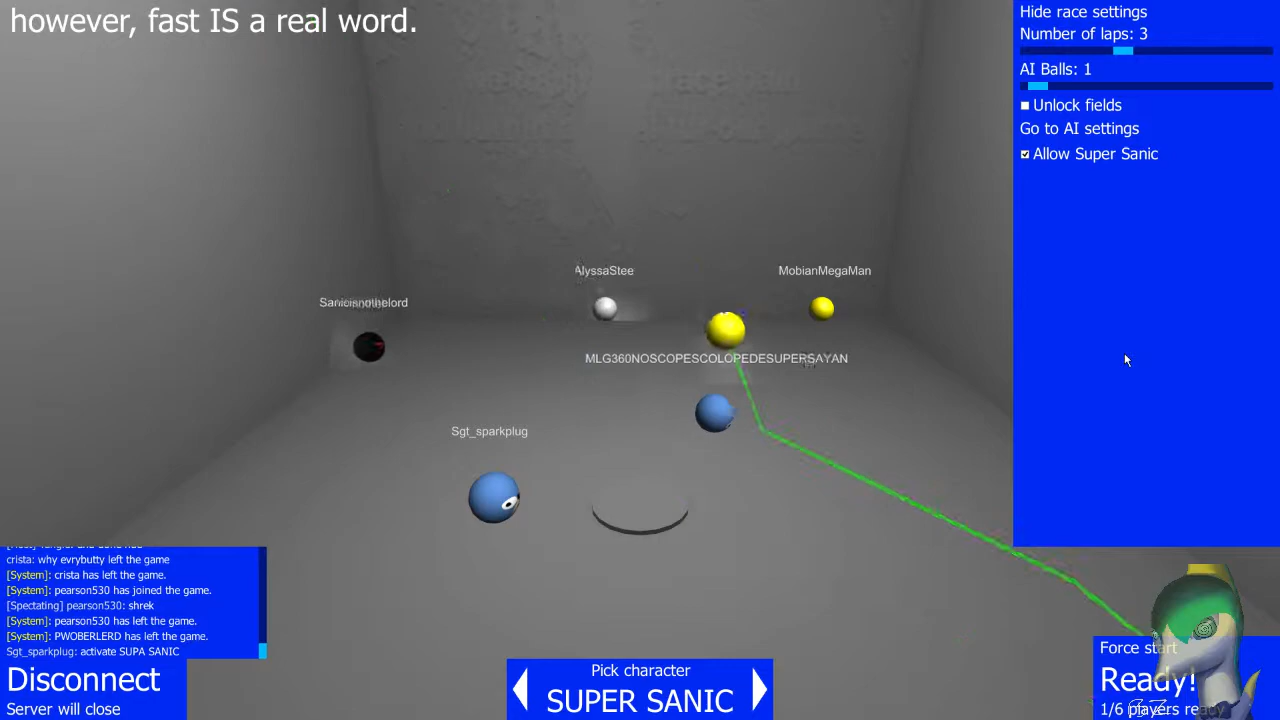 however, fast IS a real word.
Hide race settings
Number of laps: 3
AI Balls: 1
Unlock fields
Go to AI settings
Allow Super Sanic
AlyssaStee
MobianMegaMan
Sanicisnothelord
MLG360NOSCOPESCOLOPEDESUPERSAYAN
Sgt_sparkplug
crista: why evrybutty left the game
[System]: crista has left the game.
[System]: pearson530 has joined the game.
[Spectating] pearson530: shrek
[System]: pearson530 has left the game.
[System]: PWOBERLERD has left the game.
Sgt_sparkplug: activate SUPA SANIC
Disconnect
Server will close
Pick character
SUPER SANIC
Force start
Ready!
1/6 players ready